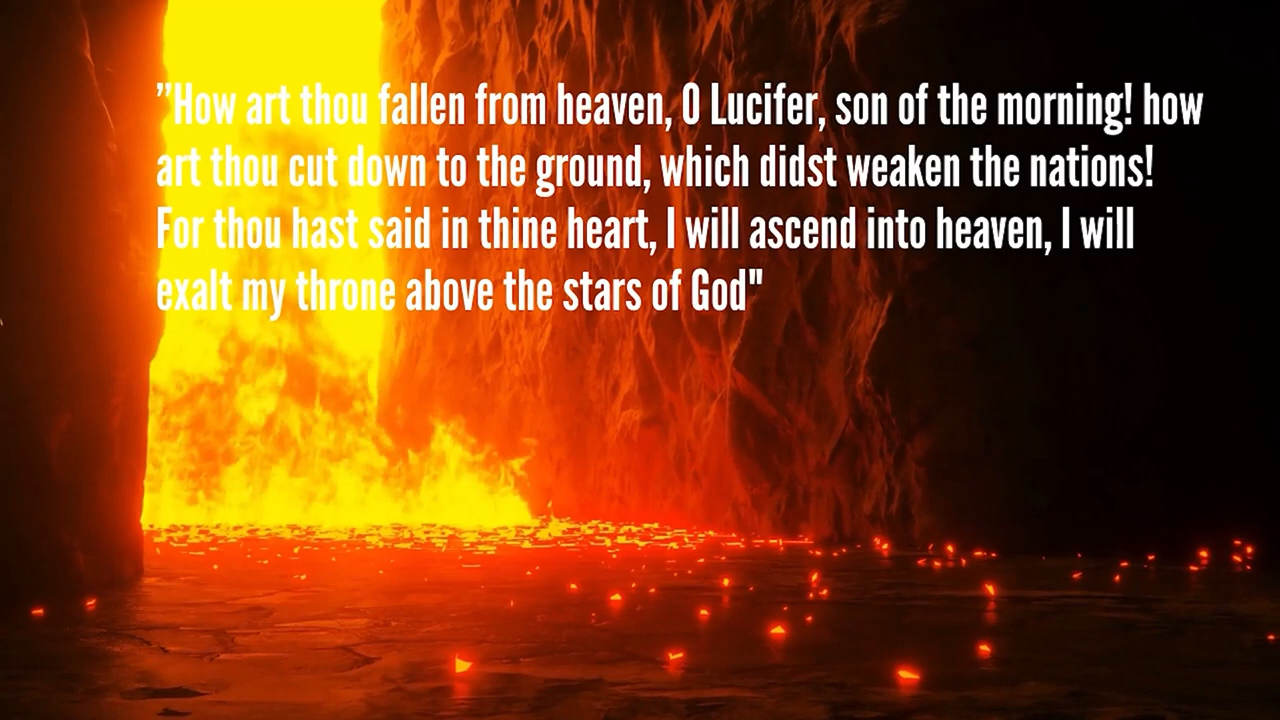 ”How art thou fallen from heaven, O Lucifer, son of the morning! how
art thou cut down to the ground, which didst weaken the nations!
For thou hast said in thine heart, I will ascend into heaven, I will
exalt my throne above the stars of God"